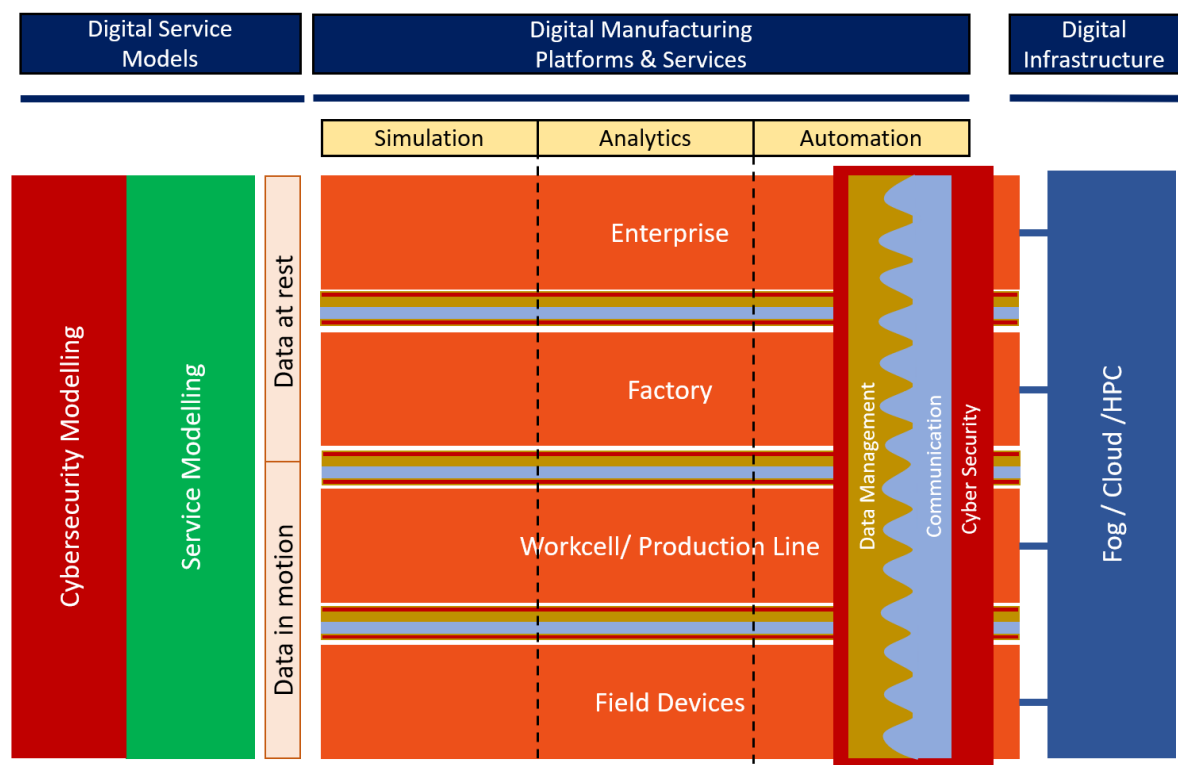 Digital Service
Models
Digital Manufacturing
Platforms & Services
Digital
Infrastructure
Simulation
Analytics
Automation
Cybersecurity Modelling
Service Modelling
Data at rest
Data in motion
Enterprise
Factory
Workcell/ Production Line
Field Devices
Data Management
Communication
Cyber Security
Fog / Cloud /HPC